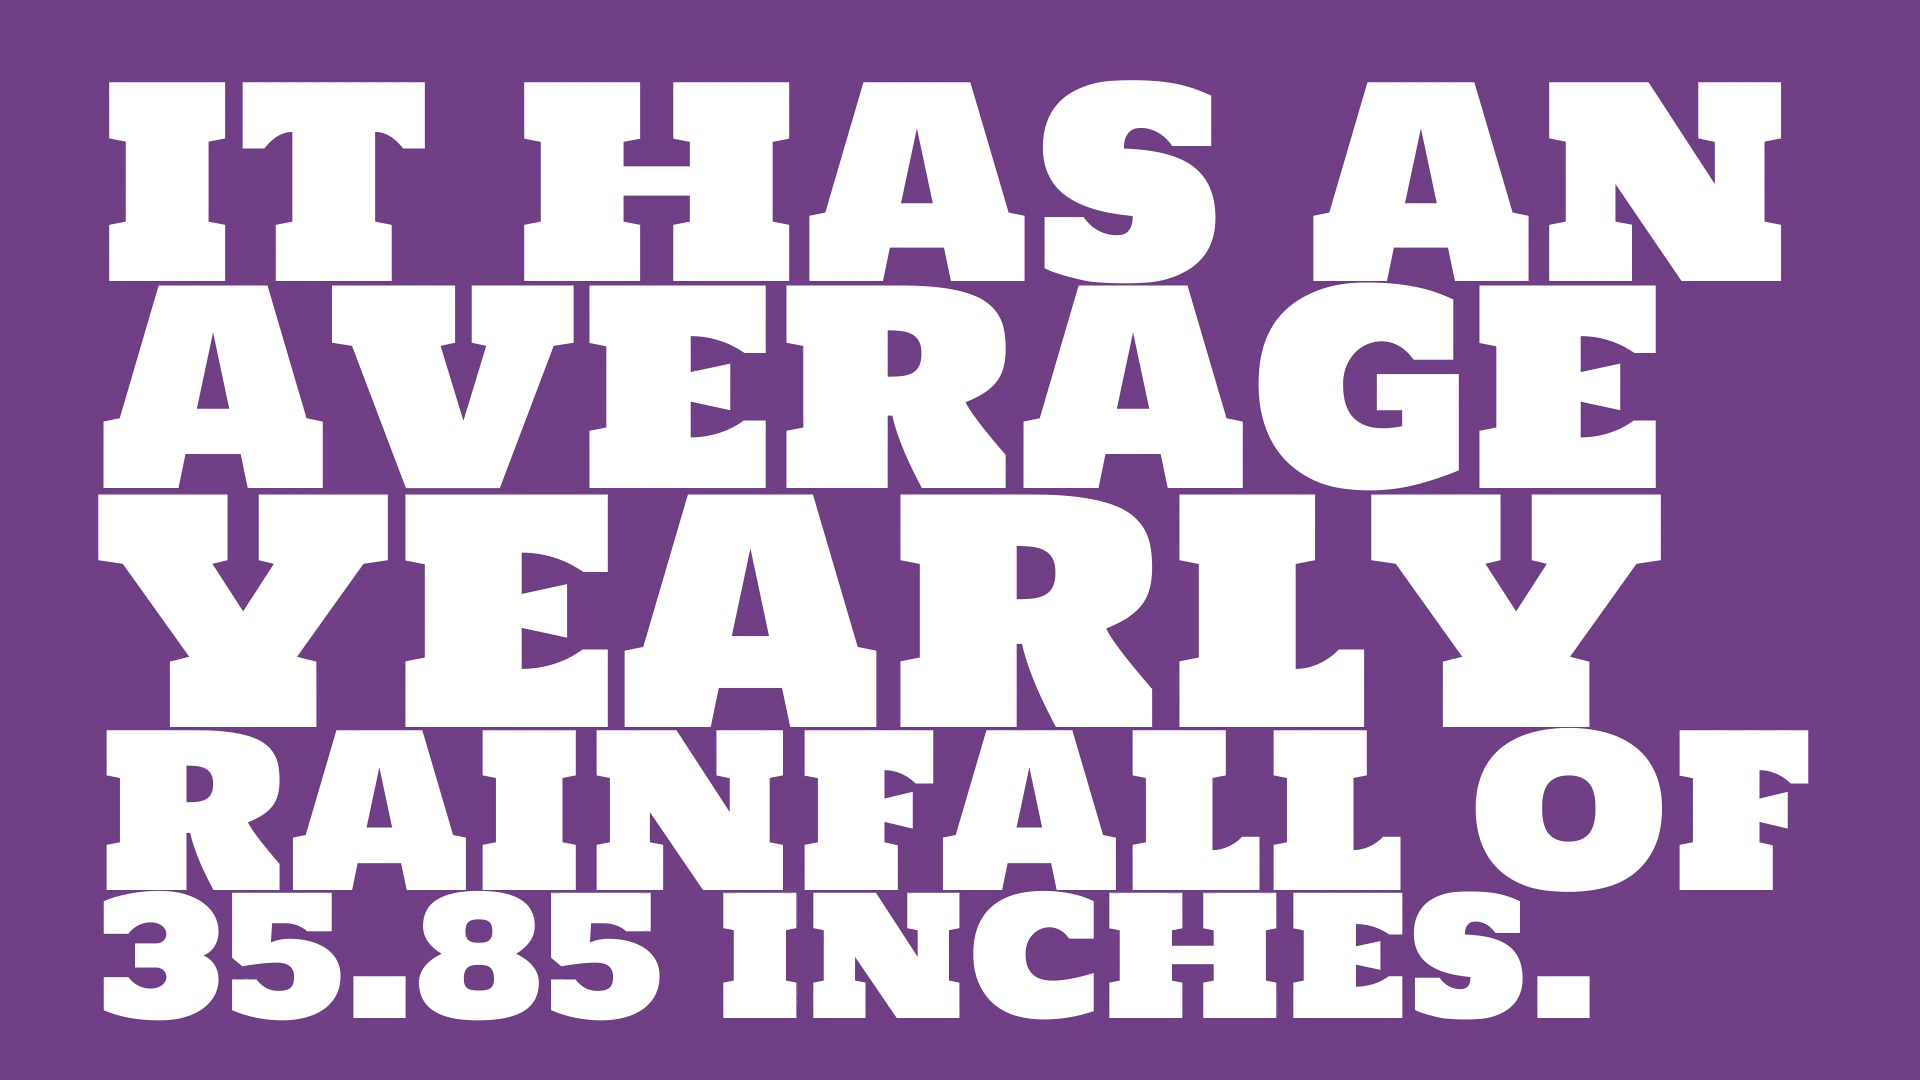 IT HAS AN
AVERAGE
YEARLY
RAINFALL OF
35.85 INCHES.